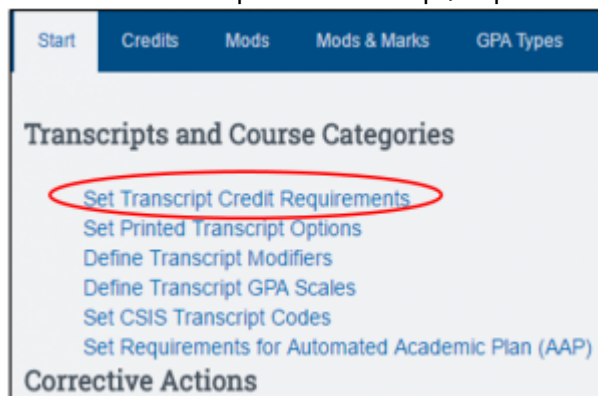 Start Credits Mods Mods & Marks GPA Types
Transcripts and Course Categories
Set Transcript Credit Requirements
Set Printed Transcript Options
Define Transcript Modifiers
Define Transcript GPA Scales
Set CSIS Transcript Codes
Set Requirements for Automated Academic Plan (AAP)
Corrective Actions